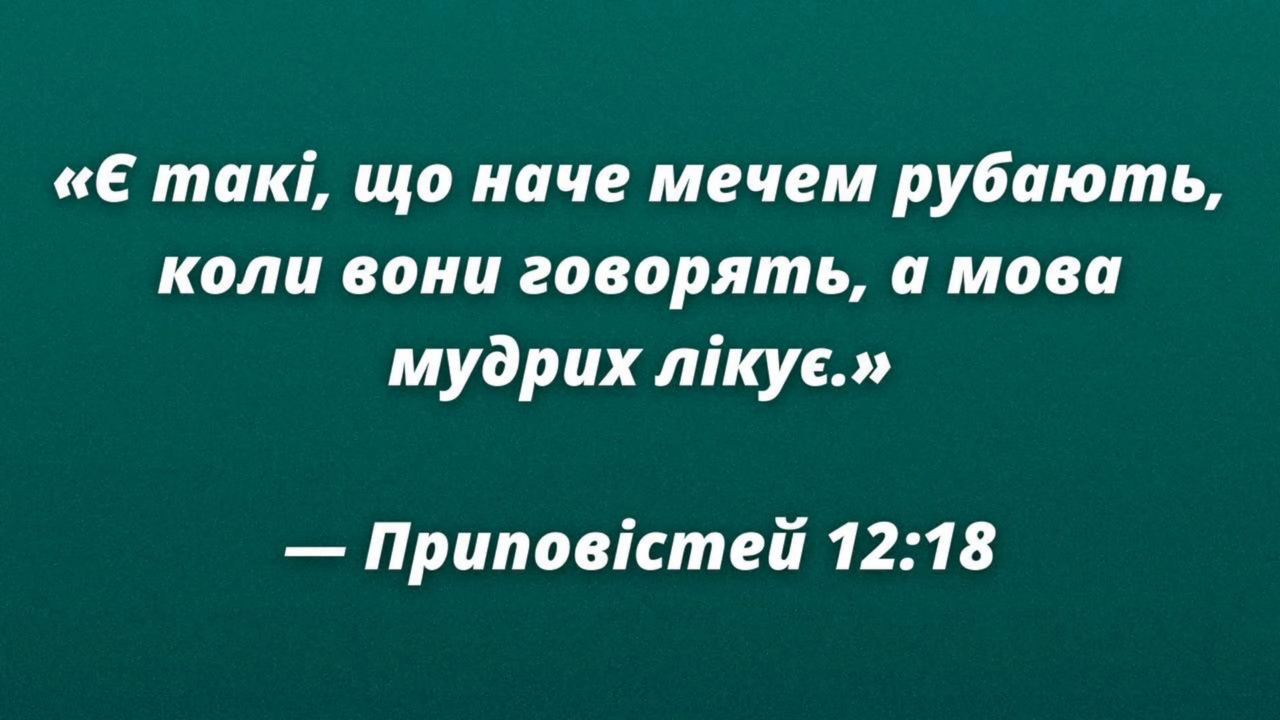 «Є такі, що наче мечем рубають,
коли вони говорять, а мова
мудрих лікує.»
— Приповістей 12:18